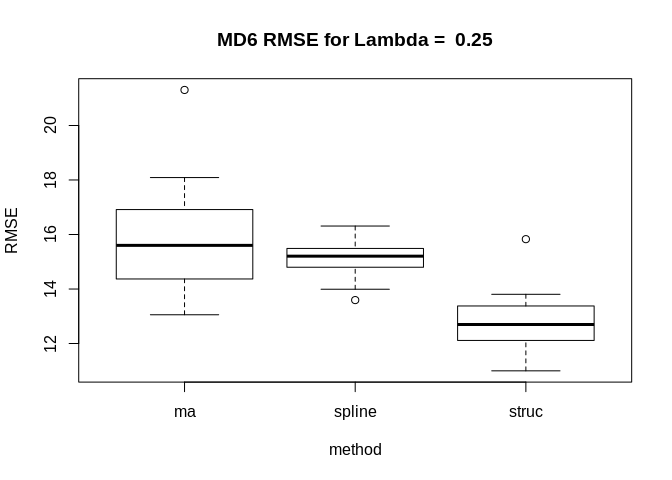 MD6 RMSE for Lambda =  0.25
RMSE
20
18
16
14
12
ma spline struc
method